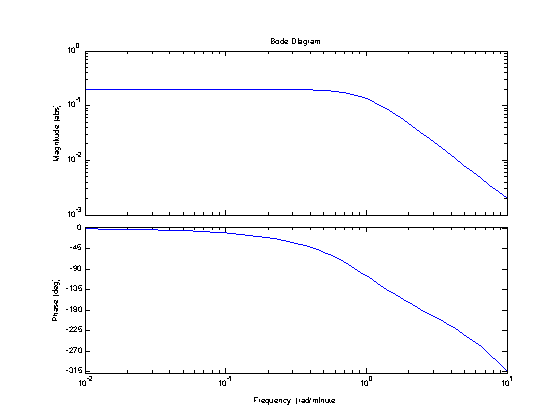 Bode Diagram
10^0
10^-1
10^-2
10^-3
Magnitude (abs)
0
-45
-90
-135
-180
-225
-270
-315
Phase (deg)
10^-2 10^-1 10^0 10^1
Frequency (rad/minute